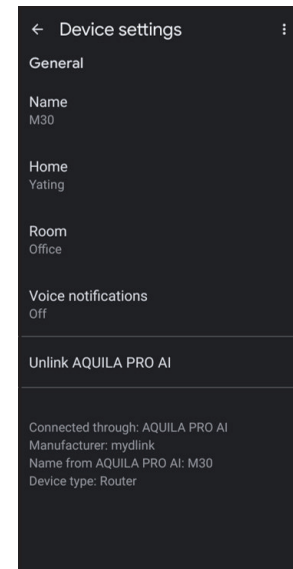 Device settings
General
Name
M30
Home
Yating
Room
Office
Voice notifications
Off
Unlink AQUILA PRO AI
Connected through: AQUILA PRO AI
Manufacturer: mydlink
Name from AQUILA PRO AI: M30
Device type: Router